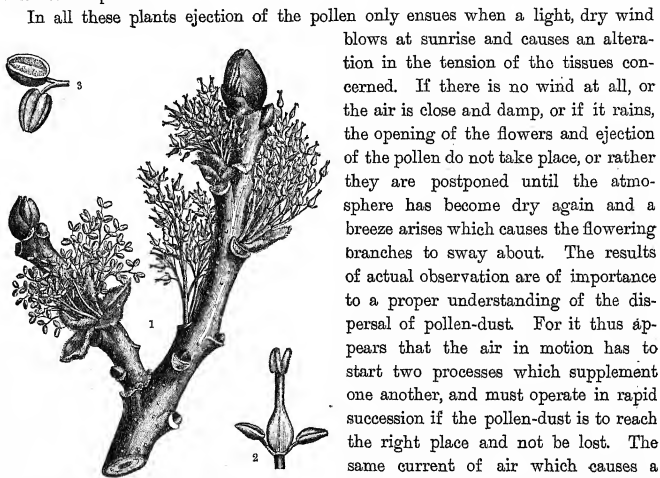 In all these plants ejection of the pollen only ensues when a light, dry wind
blows at sunrise and causes an altera-
tion in the tension of the tissues con-
cerned. If there is no wind at all, or
the air is close and damp, or if it rains,
the opening of the flowers and ejection
of the pollen do not take place, or rather
they are postponed until the atmo-
sphere has become dry again and a
breeze arises which causes the flowering
branches to sway about. The results
of actual observation are of importance
to a proper understanding of the dis-
persal of pollen-dust. For it thus ap-
pears that the air in motion has to
start two processes which supplement
one another, and must operate in rapid
succession if the pollen-dust is to reach
the right place and not be lost. The
same current of air which causes a
3
1
2